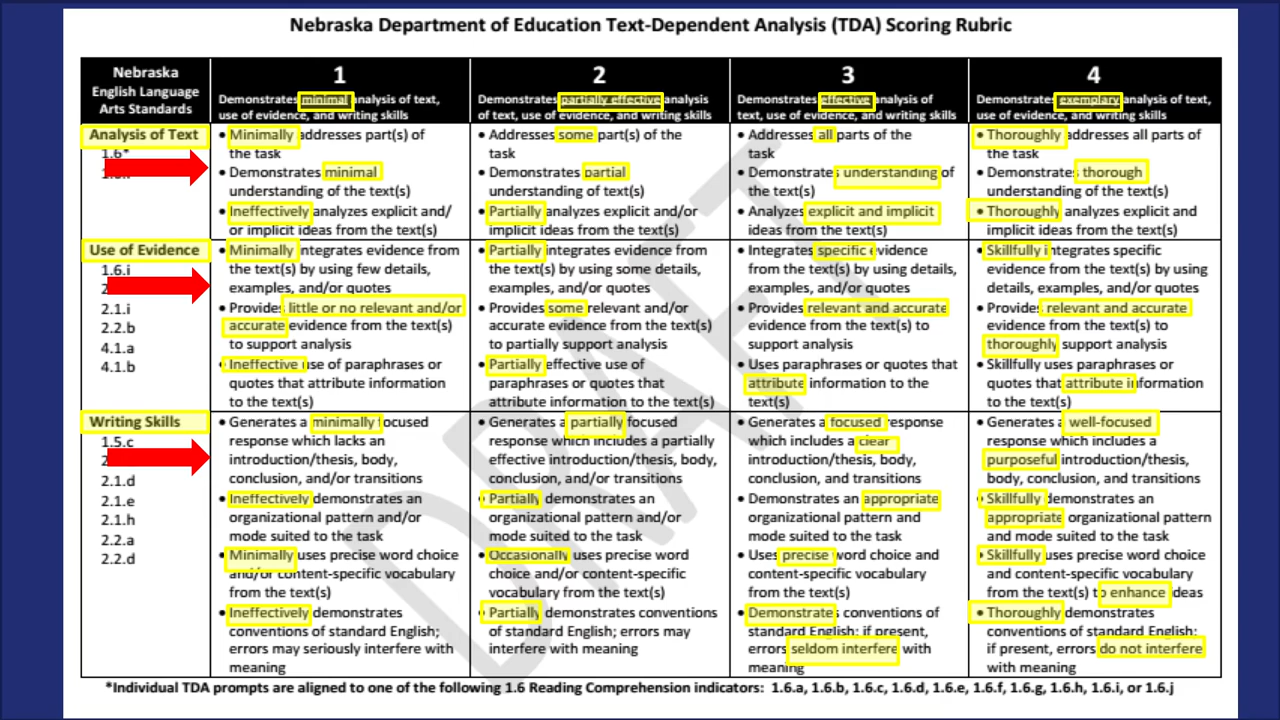 Nebraska Department of Education Text-Dependent Analysis (TDA) Scoring Rubric
Nebraska
English Language
Arts Standards
1
Demonstrates minimal analysis of text,
use of evidence, and writing skills
2
Demonstrates partially effective analysis
of text, use of evidence, and writing skills
3
Demonstrates effective analysis of
text, use of evidence, and writing skills
4
Demonstrates exemplary analysis of text,
use of evidence, and writing skills
Analysis of Text
1.6*
• Minimally addresses part(s) of
the task
• Demonstrates minimal
understanding of the text(s)
• Ineffectively analyzes explicit and/
or implicit ideas from the text(s)
• Addresses some part(s) of the
task
• Demonstrates partial
understanding of the text(s)
• Partially analyzes explicit and/or
implicit ideas from the text(s)
• Addresses all parts of the
task
• Demonstrates understanding of
the text(s)
• Analyzes explicit and implicit
ideas from the text(s)
• Thoroughly addresses all parts of
the task
• Demonstrates thorough
understanding of the text(s)
• Thoroughly analyzes explicit and
implicit ideas from the text(s)
Use of Evidence
1.6.i
2.1.i
2.2.b
4.1.a
4.1.b
• Minimally integrates evidence from
the text(s) by using few details,
examples, and/or quotes
• Provides little or no relevant and/or
accurate evidence from the text(s)
to support analysis
• Ineffective use of paraphrases or
quotes that attribute information
to the text(s)
• Partially integrates evidence from
the text(s) by using some details,
examples, and/or quotes
• Provides some relevant and/or
accurate evidence from the text(s)
to partially support analysis
• Partially effective use of
paraphrases or quotes that
attribute information to the text(s)
• Integrates specific evidence
from the text(s) by using details,
examples, and/or quotes
• Provides relevant and accurate
evidence from the text(s) to
support analysis
• Uses paraphrases or quotes that
attribute information to the
text(s)
• Skillfully integrates specific
evidence from the text(s) by using
details, examples, and/or quotes
• Provides relevant and accurate
evidence from the text(s) to
thoroughly support analysis
• Skillfully uses paraphrases or
quotes that attribute information
to the text(s)
Writing Skills
1.5.c
2.1.d
2.1.e
2.1.h
2.2.a
2.2.d
• Generates a minimally focused
response which lacks an
introduction/thesis, body,
conclusion, and/or transitions
• Ineffectively demonstrates an
organizational pattern and/or
mode suited to the task
• Minimally uses precise word choice
and/or content-specific vocabulary
from the text(s)
• Ineffectively demonstrates
conventions of standard English;
errors may seriously interfere with
meaning
• Generates a partially focused
response which includes a partially
effective introduction/thesis, body,
conclusion, and/or transitions
• Partially demonstrates an
organizational pattern and/or
mode suited to the task
• Occasionally uses precise word
choice and/or content-specific
vocabulary from the text(s)
• Partially demonstrates conventions
of standard English; errors may
interfere with meaning
• Generates a focused response
which includes a clear
introduction/thesis, body,
conclusion, and transitions
• Demonstrates an appropriate
organizational pattern and
mode suited to the task
• Uses precise word choice and
content-specific vocabulary
from the text(s)
• Demonstrates conventions of
standard English; if present,
errors seldom interfere with
meaning
• Generates a well-focused
response which includes a
purposeful introduction/thesis,
body, conclusion, and transitions
• Skillfully demonstrates an
appropriate organizational pattern
and mode suited to the task
• Skillfully uses precise word choice
and content-specific vocabulary
from the text(s) to enhance ideas
• Thoroughly demonstrates
conventions of standard English;
if present, errors do not interfere
with meaning
*Individual TDA prompts are aligned to one of the following 1.6 Reading Comprehension indicators: 1.6.a, 1.6.b, 1.6.c, 1.6.d, 1.6.e, 1.6.f, 1.6.g, 1.6.h, 1.6.i, or 1.6.j
DRAFT